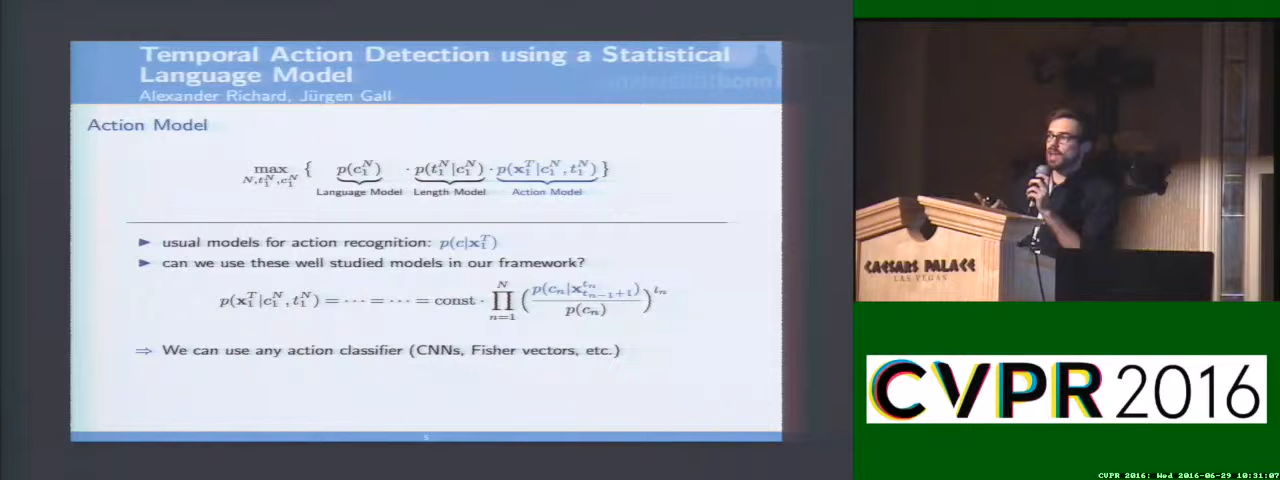 Temporal Action Detection using a Statistical
Language Model
Alexander Richard, Jürgen Gall
Action Model
max_{N,t_1^N,c_1^N} { p(c_1^N) · p(t_1^N|c_1^N) · p(x_1^T|c_1^N, t_1^N) }
Language Model Length Model Action Model
► usual models for action recognition: p(c|x_1^T)
► can we use these well studied models in our framework?
p(x_1^T|c_1^N, t_1^N) = ··· = ··· = const · ∏_{n=1}^N ( p(c_n|x_{t_{n-1}+1}^{t_n}) / p(c_n) )^{t_n}
⇒ We can use any action classifier (CNNs, Fisher vectors, etc.)
5
CAESARS PALACE
LAS VEGAS
CVPR 2016
CVPR 2016: Wed 2016-06-29 10:31:07